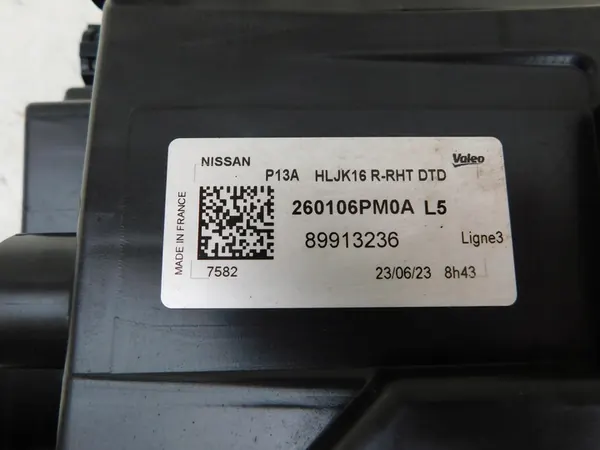 NISSAN Valeo
P13A HLJK16 R-RHT DTD
260106PM0A L5
89913236 Ligne3
7582 23/06/23 8h43
MADE IN FRANCE